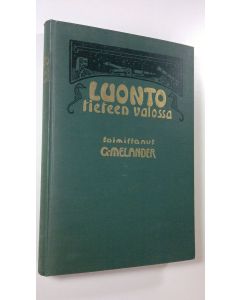 LUONTO
tieteen valossa
toimittanut
G. MELANDER